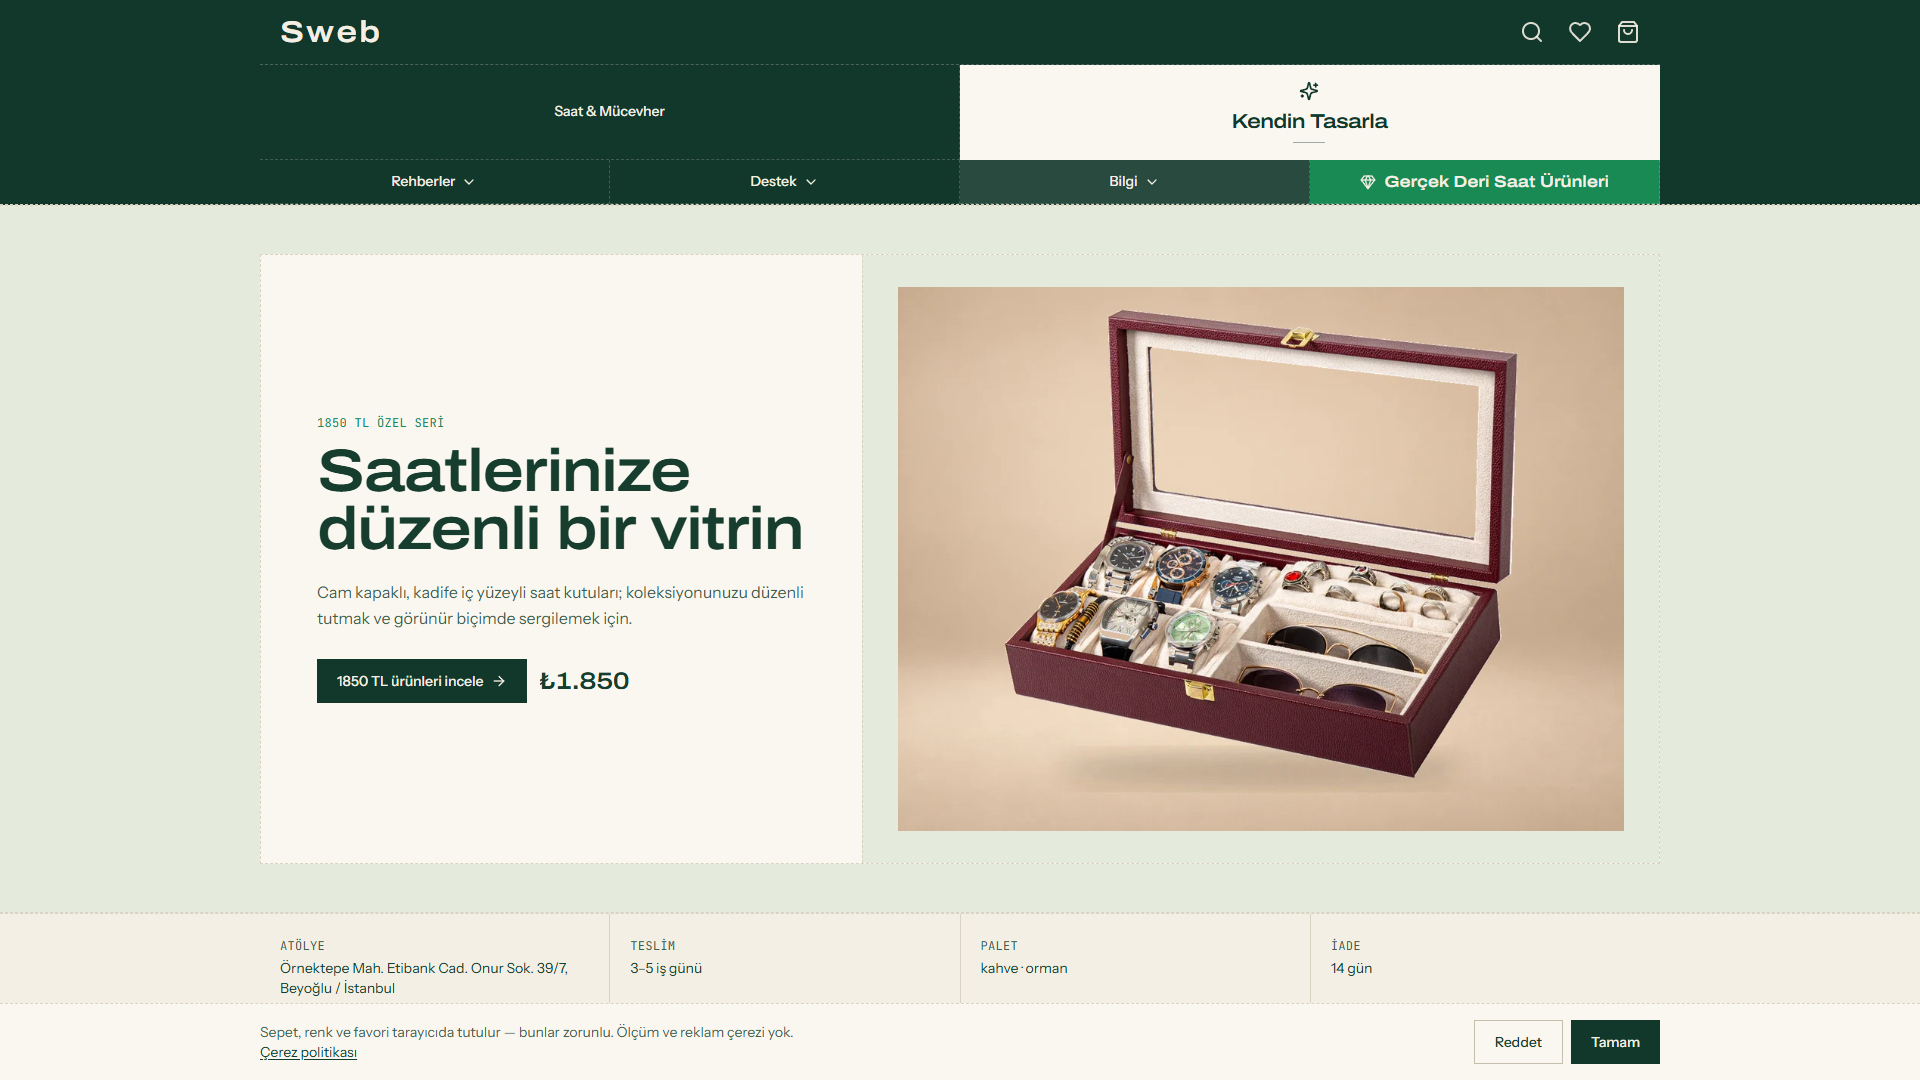 Sweb
Saat & Mücevher
Kendin Tasarla
Rehberler
Destek
Bilgi
Gerçek Deri Saat Ürünleri
1850 TL ÖZEL SERİ
Saatlerinize
düzenli bir vitrin
Cam kapaklı, kadife iç yüzeyli saat kutuları; koleksiyonunuzu düzenli
tutmak ve görünür biçimde sergilemek için.
1850 TL ürünleri incele
₺1.850
ATÖLYE
Örnektepe Mah. Etibank Cad. Onur Sok. 39/7,
Beyoğlu / İstanbul
TESLİM
3–5 iş günü
PALET
kahve · orman
İADE
14 gün
Sepet, renk ve favori tarayıcıda tutulur — bunlar zorunlu. Ölçüm ve reklam çerezi yok.
Çerez politikası
Reddet
Tamam